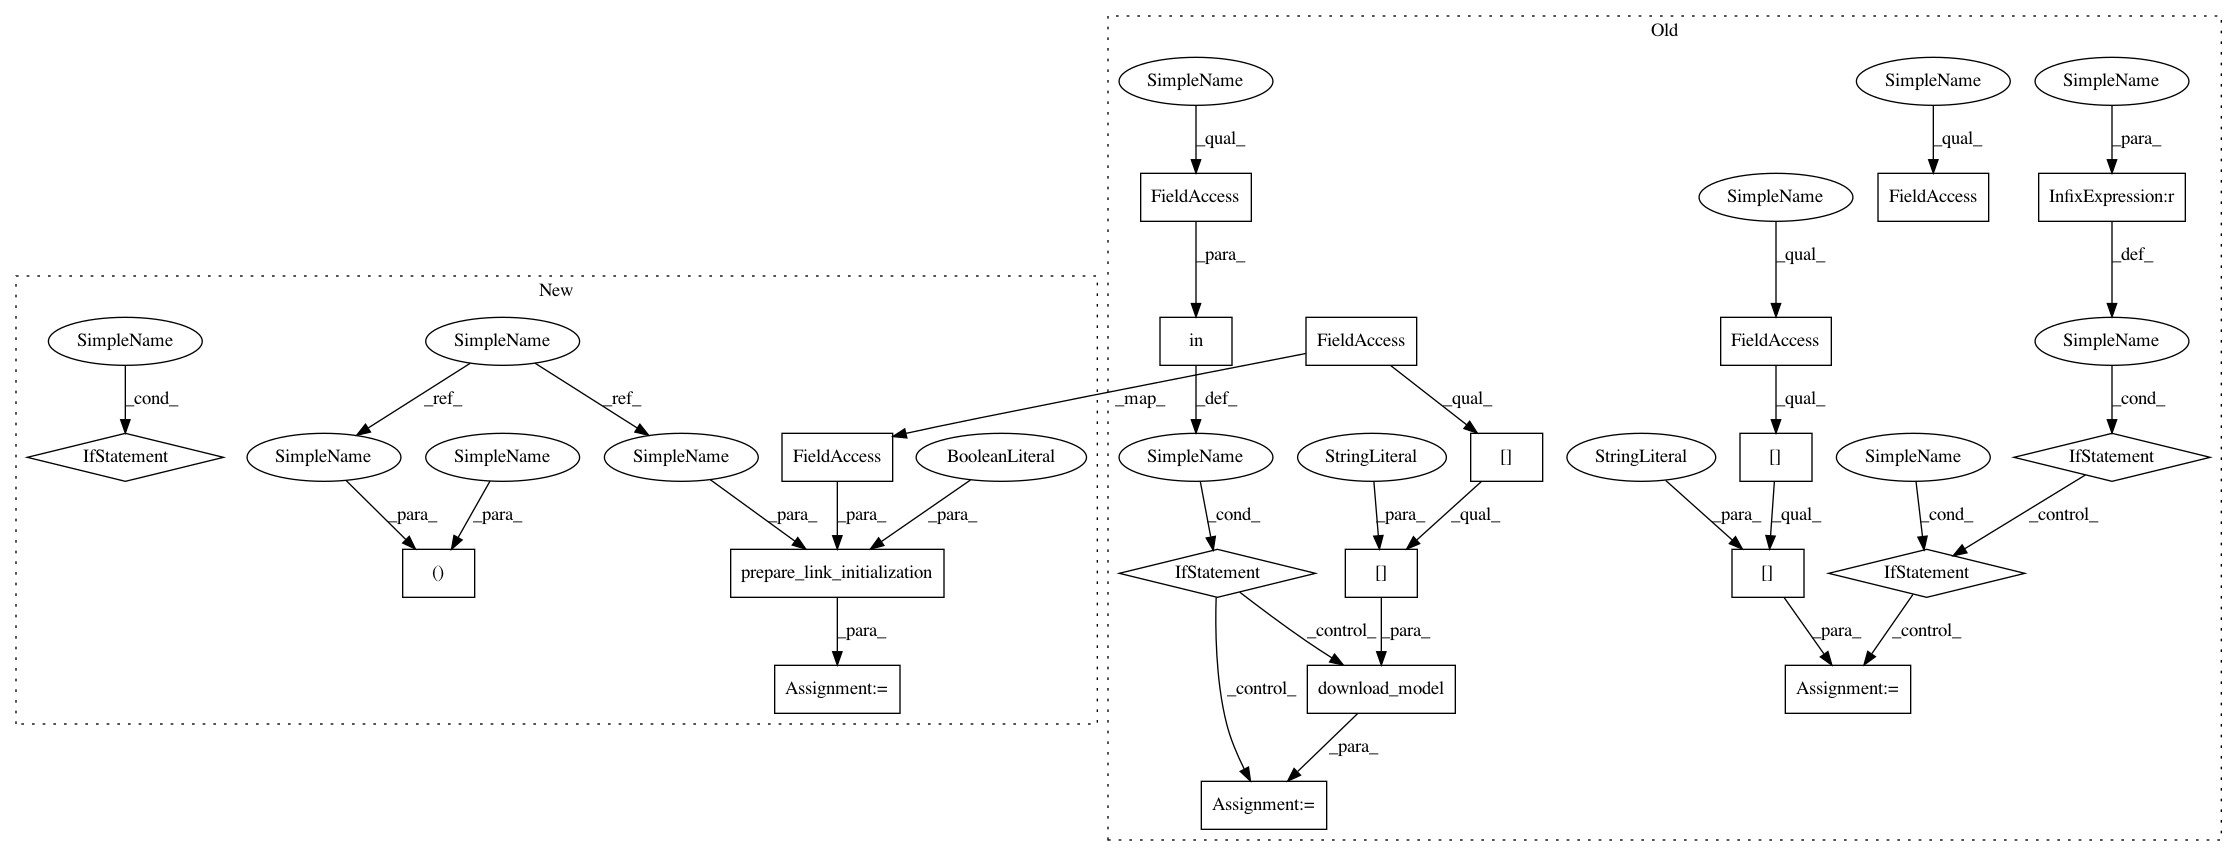 Old
SimpleName
SimpleName
SimpleName
_qual_
_qual_
_para_
FieldAccess
SimpleName
FieldAccess
InfixExpression:r
_para_
_qual_
_def_
New
SimpleName
SimpleName
in
FieldAccess
FieldAccess
SimpleName
_cond_
_ref_
_ref_
_map_
_def_
_qual_
_qual_
_cond_
IfStatement
SimpleName
SimpleName
SimpleName
FieldAccess
BooleanLiteral
SimpleName
StringLiteral
[]
StringLiteral
[]
SimpleName
IfStatement
_para_
_para_
_para_
_para_
_para_
_cond_
_para_
_qual_
_para_
_qual_
_cond_
_control_
()
prepare_link_initialization
IfStatement
[]
[]
IfStatement
_para_
_control_
_para_
_para_
_control_
Assignment:=
_control_
download_model
Assignment:=
_para_
Assignment:=